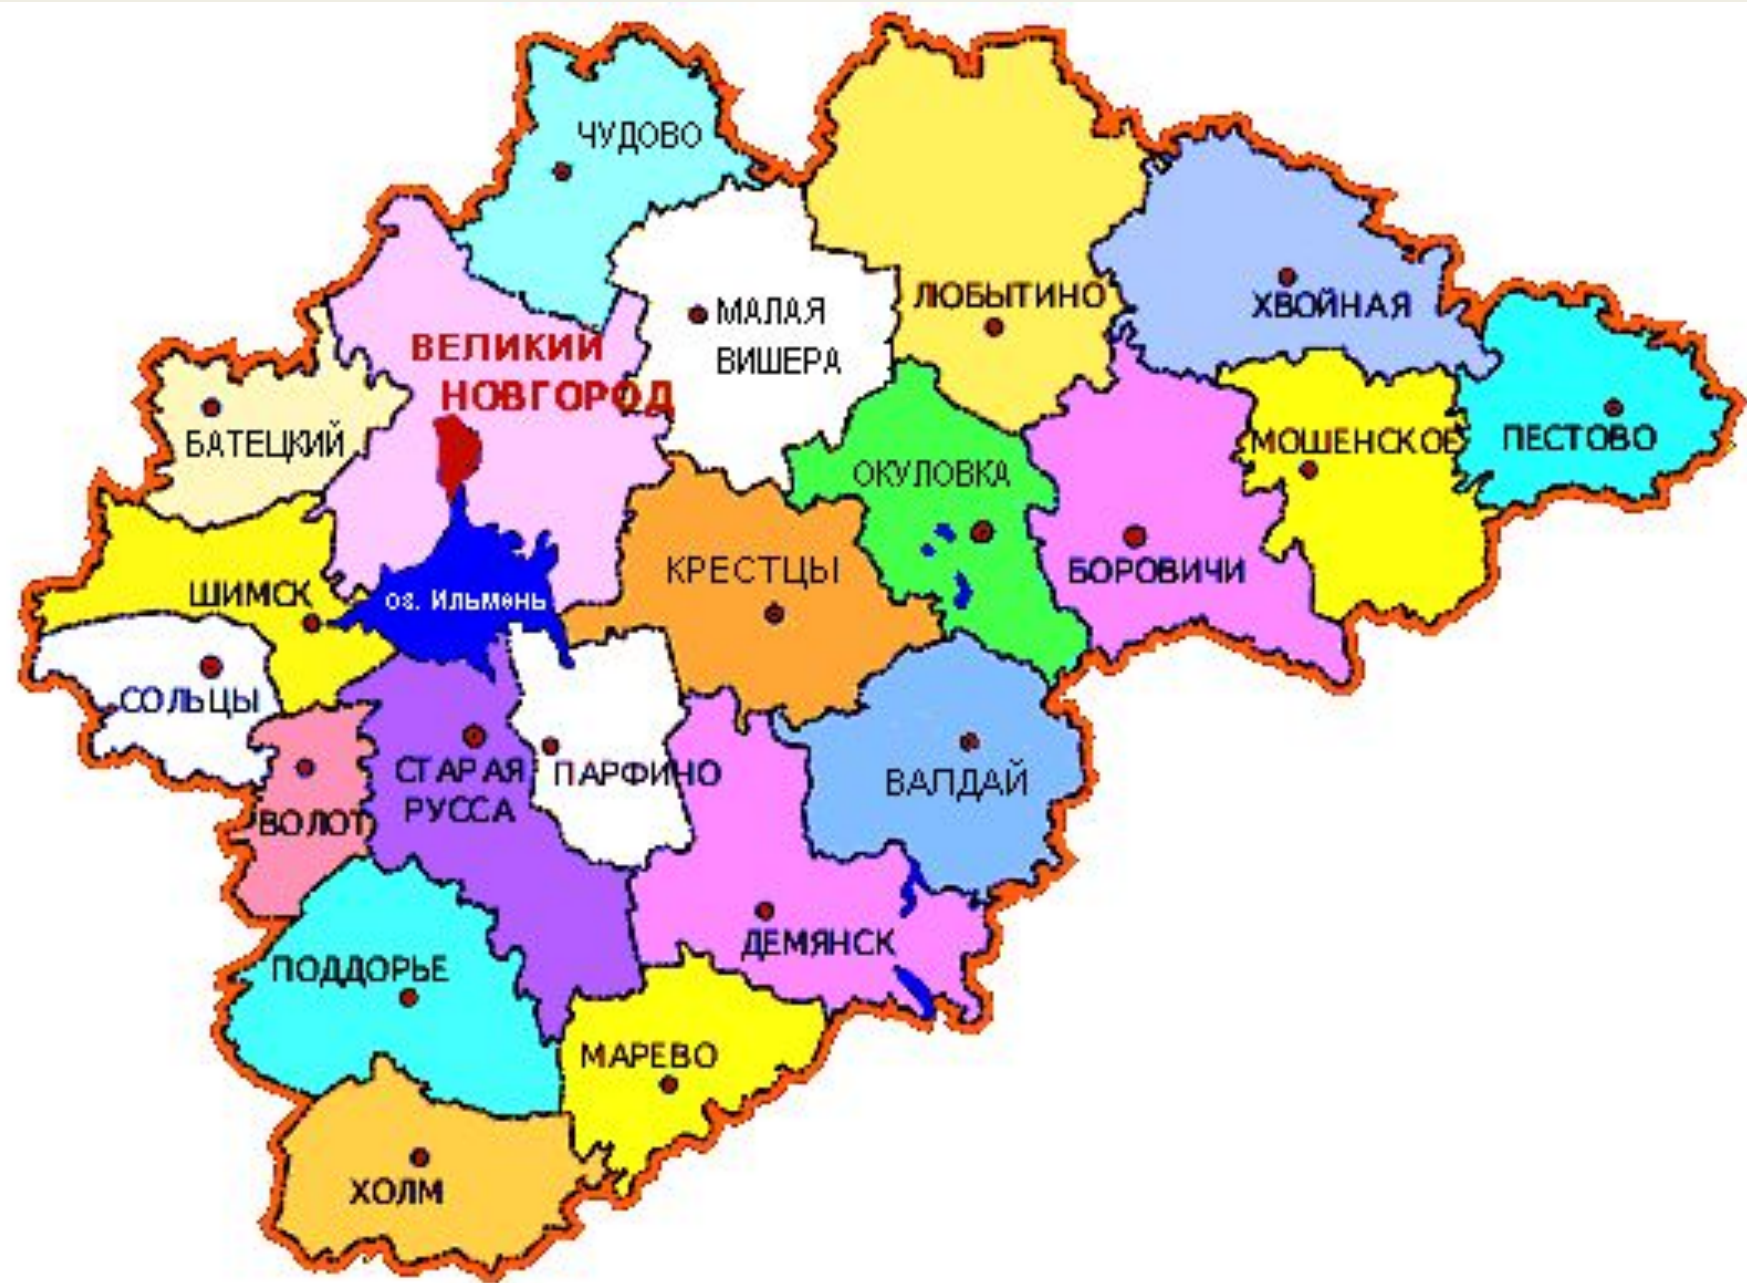 ЧУДОВО
ЛЮБЫТИНО
ХВОЙНАЯ
МАЛАЯ
ВИШЕРА
ВЕЛИКИЙ
НОВГОРОД
БАТЕЦКИЙ
ОКУЛОВКА
МОШЕНСКОЕ
ПЕСТОВО
КРЕСТЦЫ
БОРОВИЧИ
ШИМСК
оз. Ильмень
СОЛЬЦЫ
СТАРАЯ
РУССА
ПАРФИНО
ВАЛДАЙ
ВОЛОТ
ДЕМЯНСК
ПОДДОРЬЕ
МАРЕВО
ХОЛМ